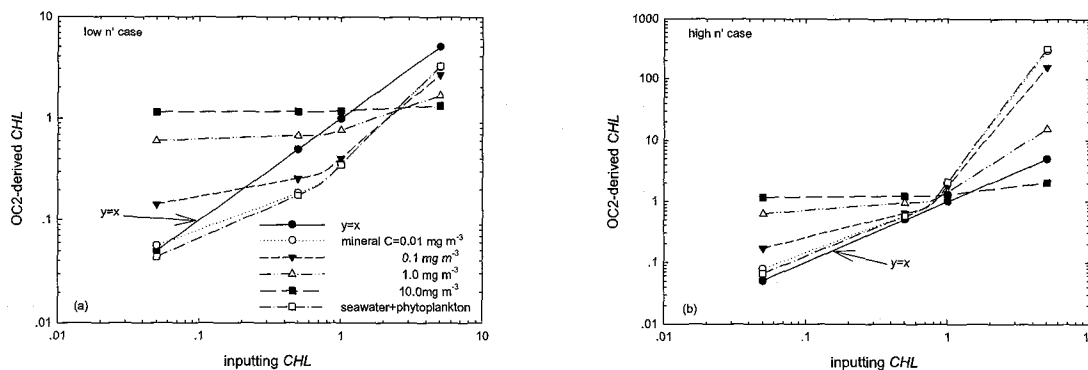 low n' case
10
1
.1
.01
.01
.1
1
10
OC2-derived CHL
inputting CHL
y=x
y=x
mineral C=0.01 mg m-3
0.1 mg m-3
1.0 mg m-3
10.0mg m-3
seawater+phytoplankton
(a)
high n' case
1000
100
10
1
.1
.01
.01
.1
1
10
OC2-derived CHL
inputting CHL
y=x
(b)